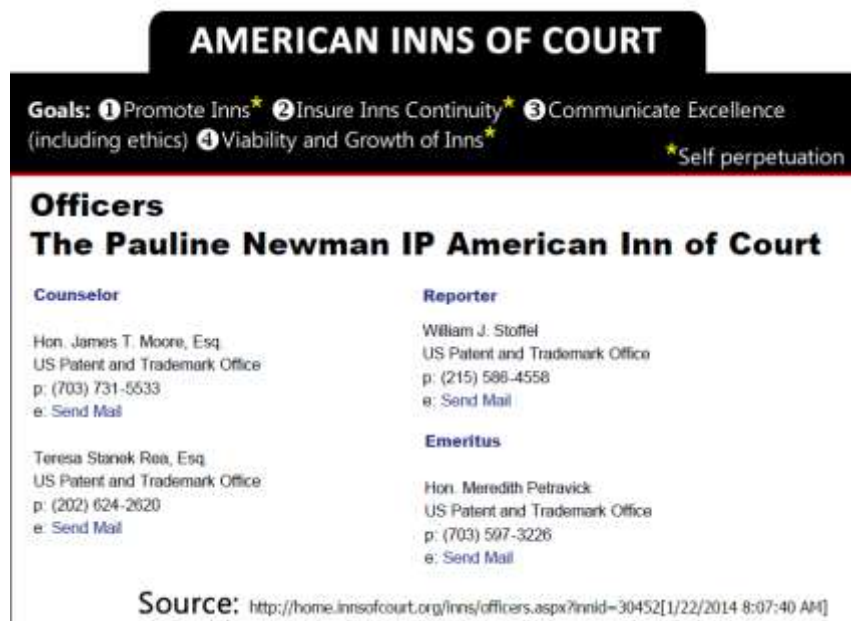 AMERICAN INNS OF COURT
Goals: ❶Promote Inns* ❷Insure Inns Continuity* ❸Communicate Excellence
(including ethics) ❹Viability and Growth of Inns*
*Self perpetuation
Officers
The Pauline Newman IP American Inn of Court
Counselor
Hon. James T. Moore, Esq.
US Patent and Trademark Office
p: (703) 731-5533
e: Send Mail
Teresa Stanek Rea, Esq.
US Patent and Trademark Office
p: (202) 624-2620
e: Send Mail
Reporter
William J. Stoffel
US Patent and Trademark Office
p: (215) 586-4558
e: Send Mail
Emeritus
Hon. Meredith Petravick
US Patent and Trademark Office
p: (703) 597-3226
e: Send Mail
Source: http://home.innsofcourt.org/inns/officers.aspx?innid=30452[1/22/2014 8:07:40 AM]